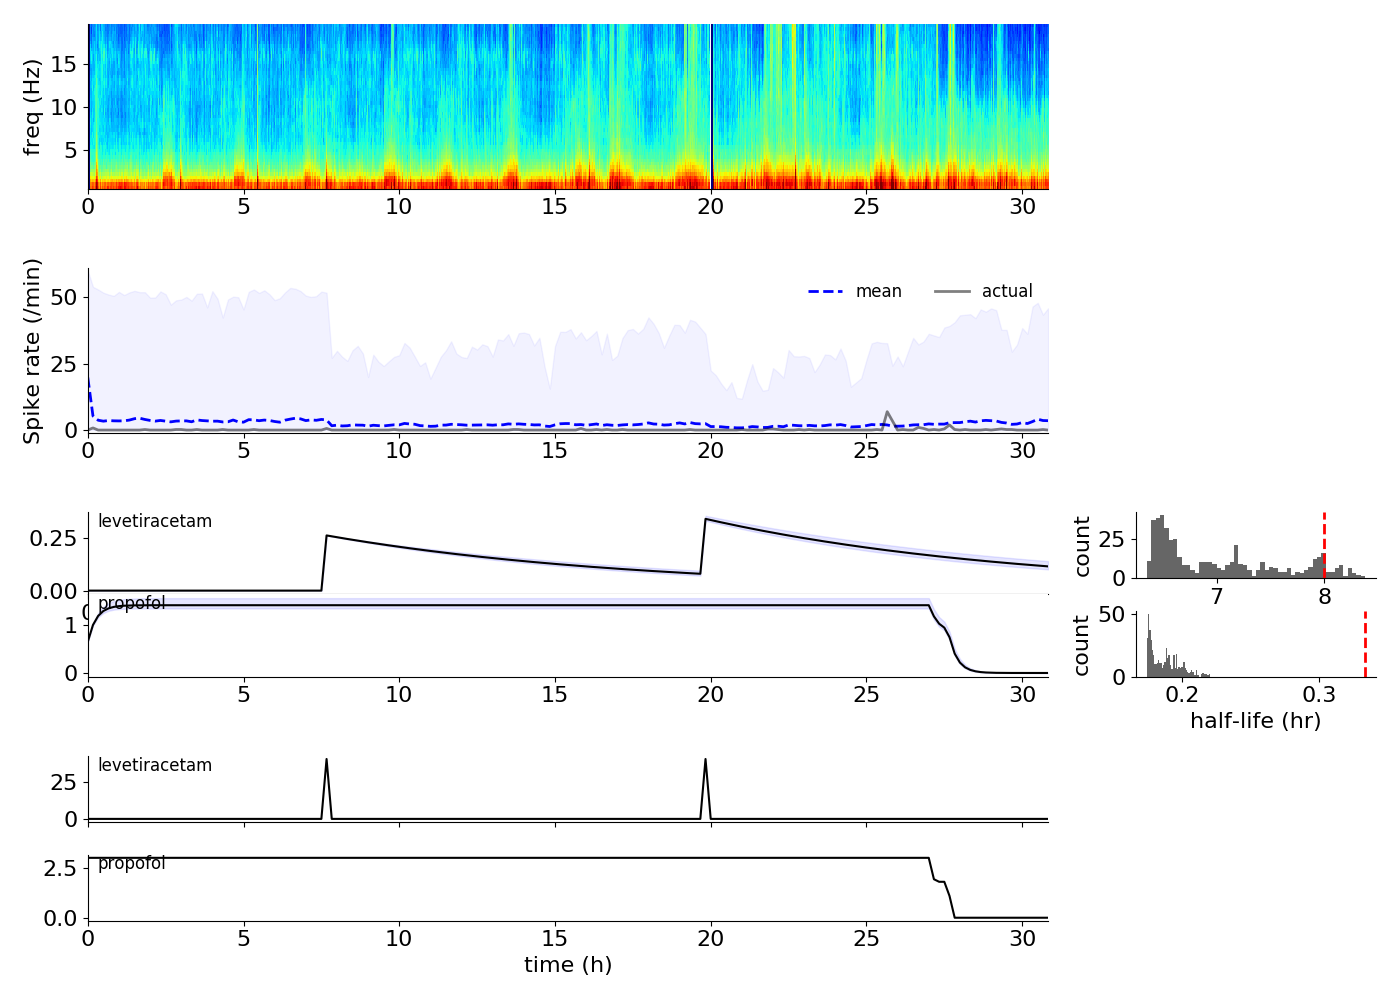 freq (Hz)
15
10
5
0 5 10 15 20 25 30
Spike rate (/min)
50
25
0
mean
actual
0 5 10 15 20 25 30
levetiracetam
0.25
0.00
0
propofol
1
0
0 5 10 15 20 25 30
count
25
0
7 8
count
50
0
0.2 0.3
half-life (hr)
levetiracetam
25
0
propofol
2.5
0.0
0 5 10 15 20 25 30
time (h)